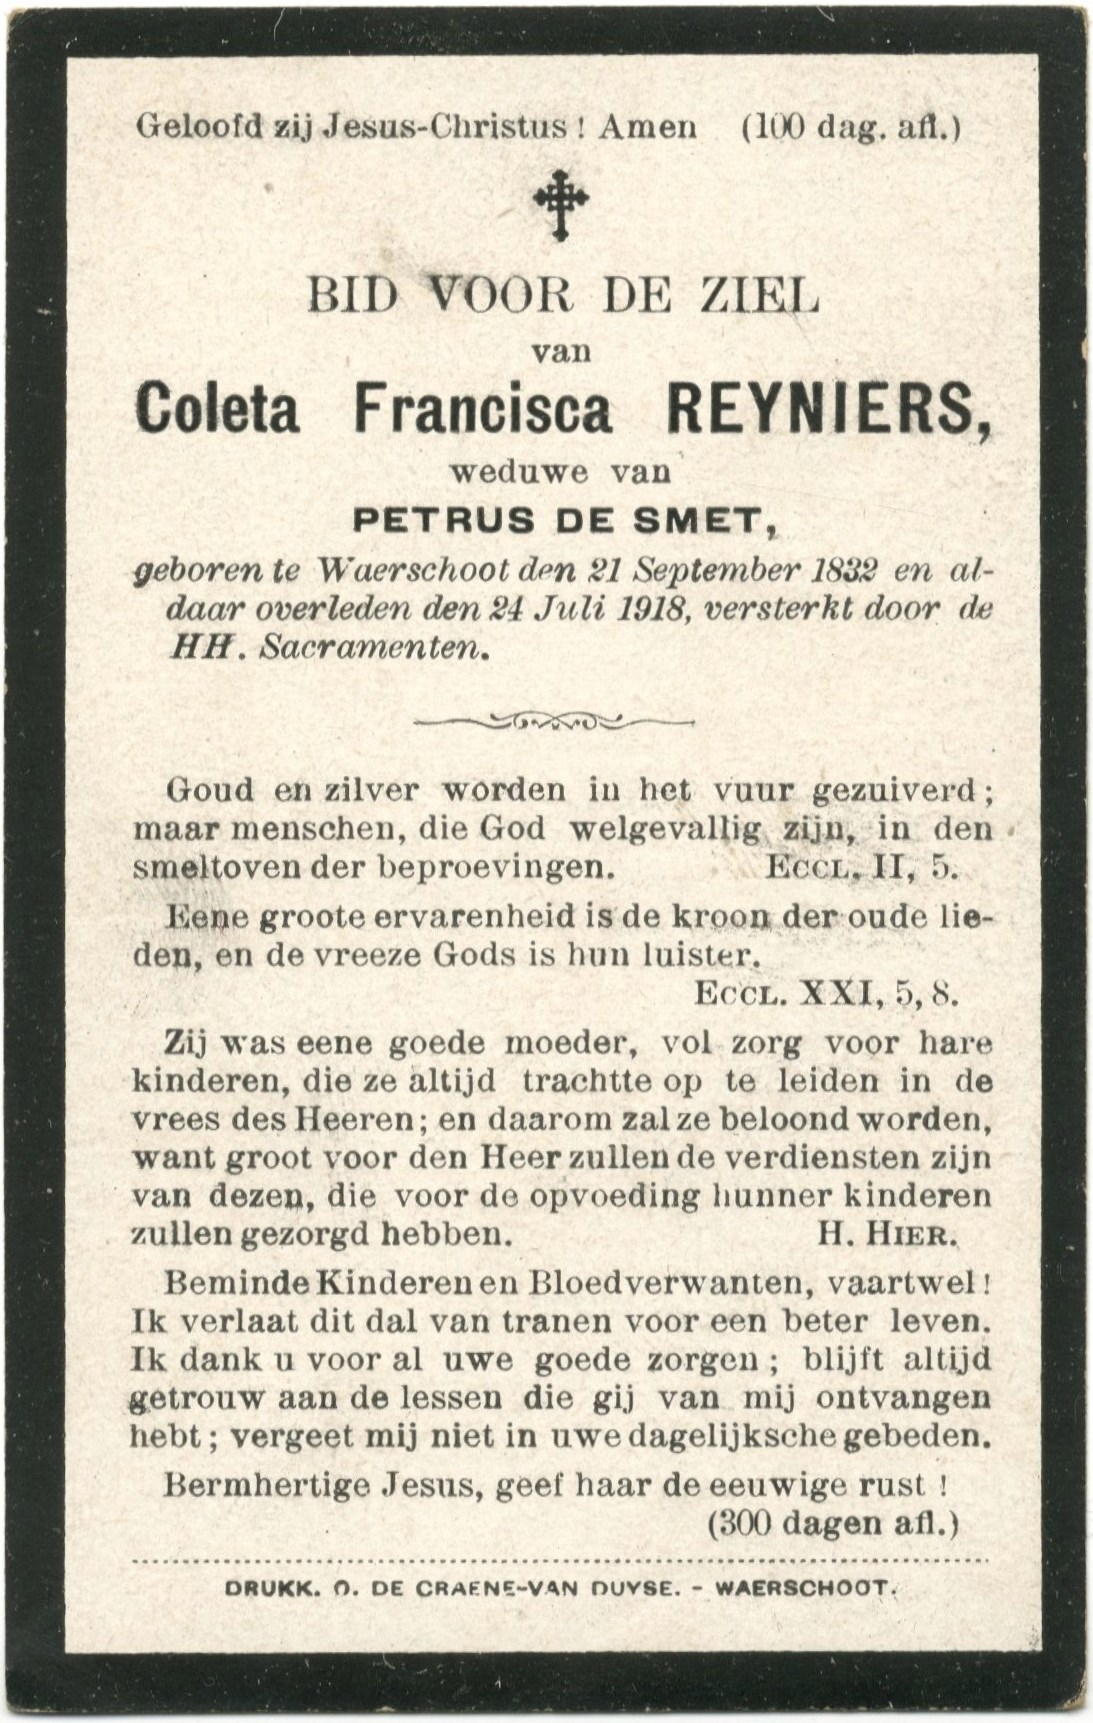 Geloofd zij Jesus-Christus ! Amen (100 dag. afl.)
BID VOOR DE ZIEL
van
Coleta Francisca REYNIERS,
weduwe van
PETRUS DE SMET,
geboren te Waerschoot den 21 September 1832 en al-
daar overleden den 24 Juli 1918, versterkt door de
HH. Sacramenten.
Goud en zilver worden in het vuur gezuiverd ;
maar menschen, die God welgevallig zijn, in den
smeltoven der beproevingen. ECCL. II, 5.
Eene groote ervarenheid is de kroon der oude lie-
den, en de vreeze Gods is hun luister.
ECCL. XXI, 5, 8.
Zij was eene goede moeder, vol zorg voor hare
kinderen, die ze altijd trachtte op te leiden in de
vrees des Heeren ; en daarom zal ze beloond worden,
want groot voor den Heer zullen de verdiensten zijn
van dezen, die voor de opvoeding hunner kinderen
zullen gezorgd hebben. H. HIER.
Beminde Kinderen en Bloedverwanten, vaartwel !
Ik verlaat dit dal van tranen voor een beter leven.
Ik dank u voor al uwe goede zorgen ; blijft altijd
getrouw aan de lessen die gij van mij ontvangen
hebt ; vergeet mij niet in uwe dagelijksche gebeden.
Bermhertige Jesus, geef haar de eeuwige rust !
(300 dagen afl.)
DRUKK. O. DE CRAENE-VAN DUYSE. - WAERSCHOOT.